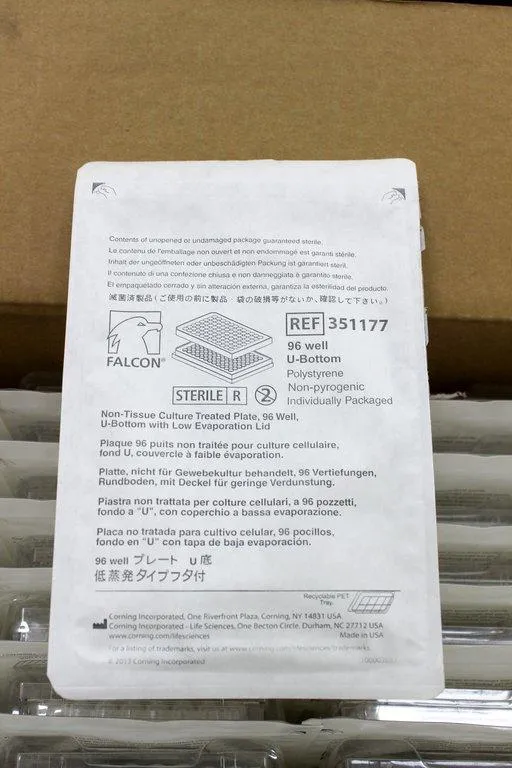 Contents of unopened or undamaged package guaranteed sterile.
Le contenu de l'emballage non ouvert et non endommagé est garanti stérile.
Inhalt der ungeöffneten oder unbeschädigten Packung ist garantiert steril.
Il contenuto di una confezione chiusa e non danneggiata è garantito sterile.
El empaquetado cerrado y sin alteración externa, garantiza la esterilidad del producto.
滅菌済製品(ご使用の前に製品 袋の破損等がないか、確認して下さい。)
FALCON®
REF 351177
96 well
U-Bottom
Polystyrene
Non-pyrogenic
Individually Packaged
STERILE R 2
Non-Tissue Culture Treated Plate, 96 Well,
U-Bottom with Low Evaporation Lid
Plaque 96 puits non traitée pour culture cellulaire,
fond U, couvercle à faible évaporation.
Platte, nicht für Gewebekultur behandelt, 96 Vertiefungen,
Rundboden, mit Deckel für geringe Verdunstung.
Piastra non trattata per colture cellulari, a 96 pozzetti,
fondo a "U", con coperchio a bassa evaporazione.
Placa no tratada para cultivo celular, 96 pocillos,
fondo en "U" con tapa de baja evaporación.
96 well プレート U 底
低蒸発タイプフタ付
Recyclable PET
Tray.
Corning Incorporated, One Riverfront Plaza, Corning, NY 14831 USA
Corning Incorporated - Life Sciences, One Becton Circle, Durham, NC 27712 USA
www.corning.com/lifesciences
Made in USA
For a listing of trademarks, visit us at www.corning.com/lifesciences/trademarks
© 2013 Corning Incorporated